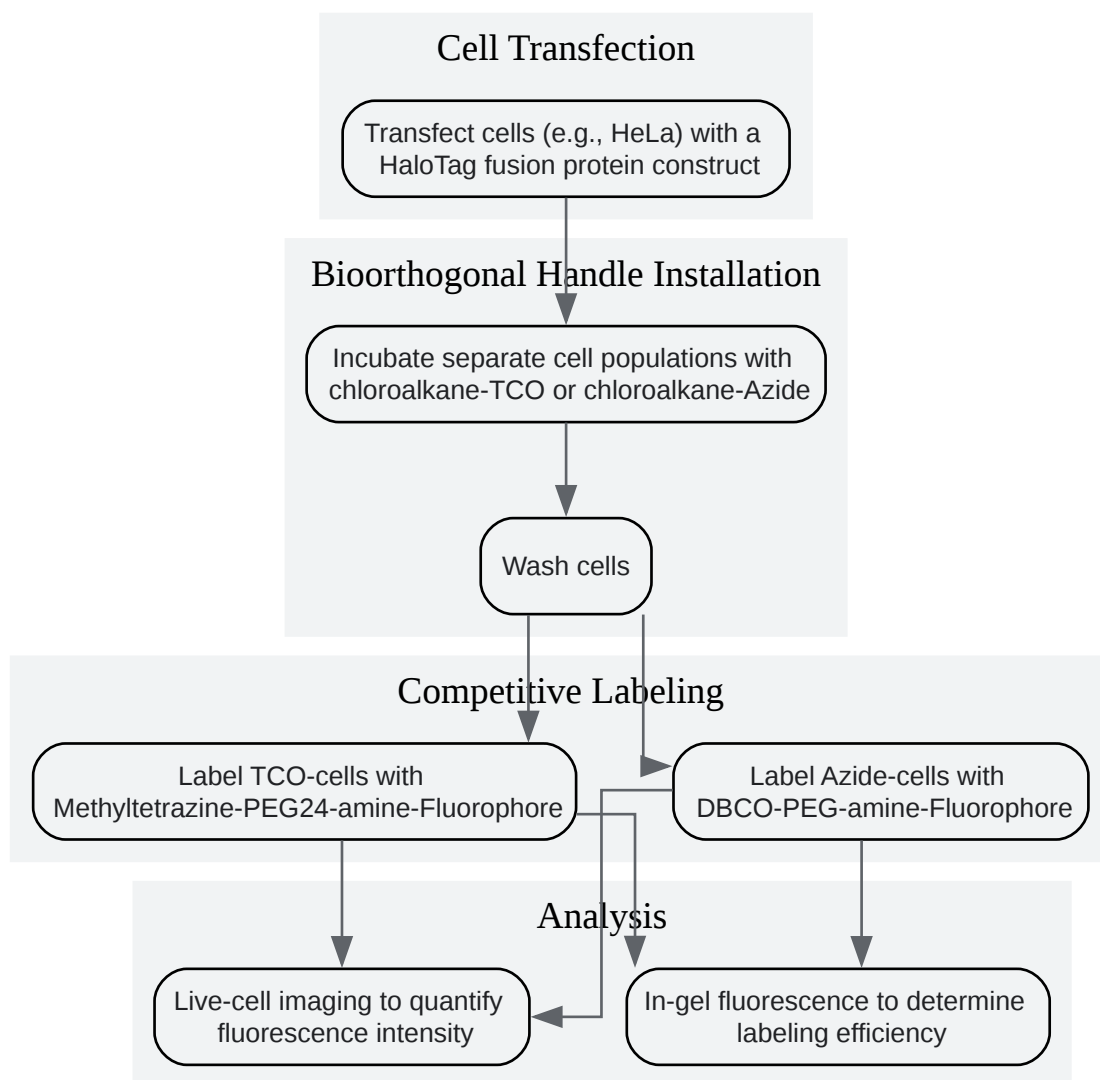 Cell Transfection
Transfect cells (e.g., HeLa) with a
HaloTag fusion protein construct
Bioorthogonal Handle Installation
Incubate separate cell populations with
chloroalkane-TCO or chloroalkane-Azide
Wash cells
Competitive Labeling
Label TCO-cells with
Methyltetrazine-PEG24-amine-Fluorophore
Label Azide-cells with
DBCO-PEG-amine-Fluorophore
Analysis
Live-cell imaging to quantify
fluorescence intensity
In-gel fluorescence to determine
labeling efficiency